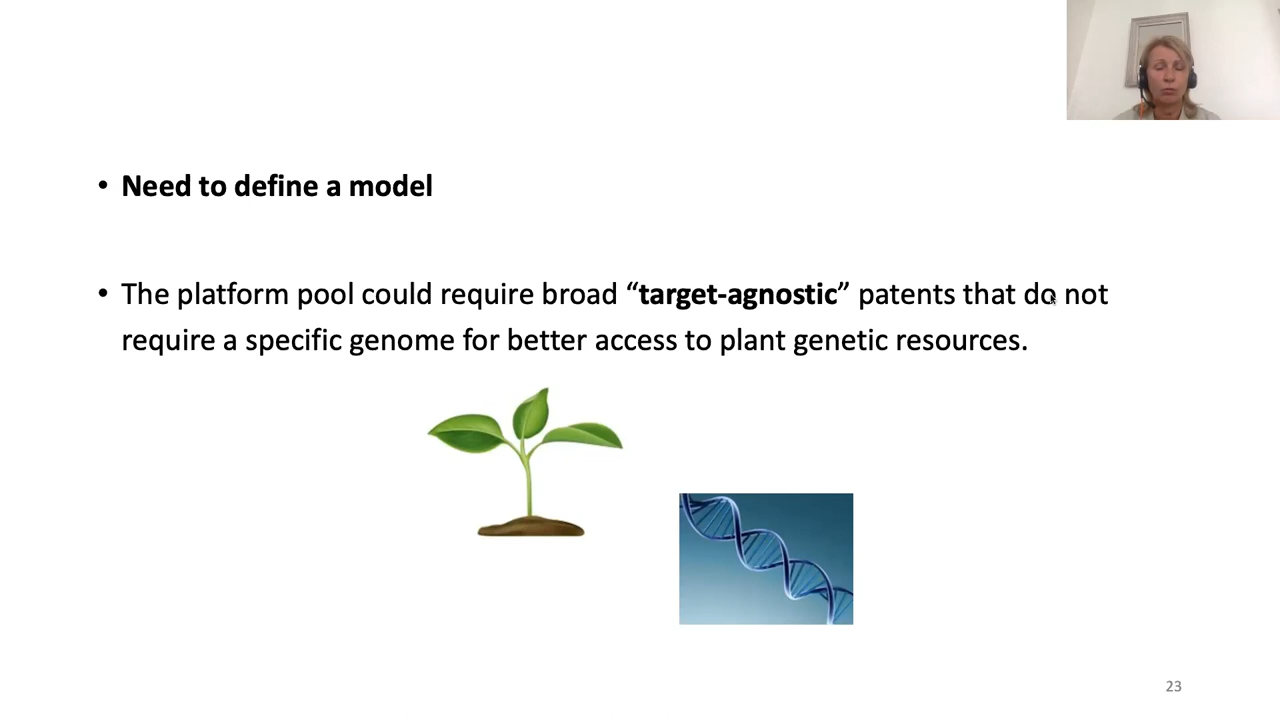 • Need to define a model
• The platform pool could require broad “target-agnostic” patents that do not
require a specific genome for better access to plant genetic resources.
23